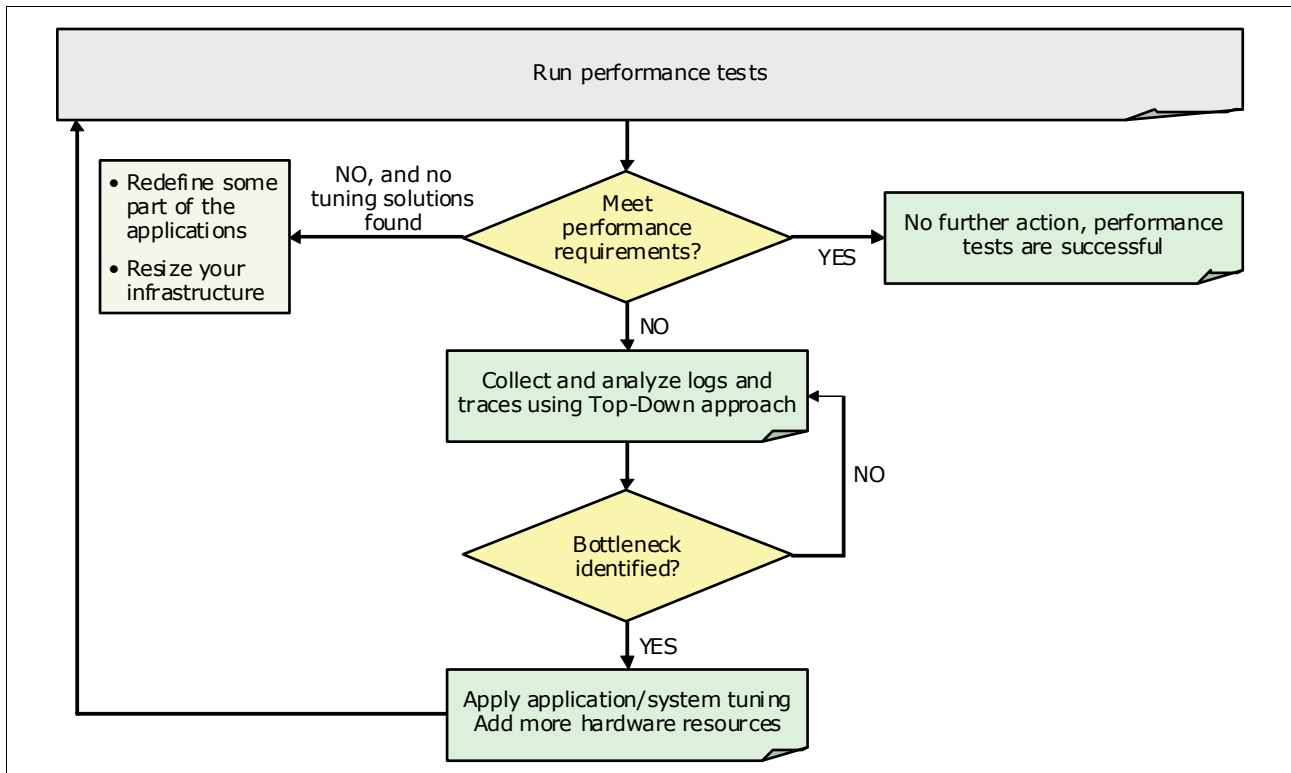 Run performance tests
NO, and no
tuning solutions
found
• Redefine some
part of the
applications
• Resize your
infrastructure
Meet
performance
requirements?
YES
No further action, performance
tests are successful
NO
Collect and analyze logs and
traces using Top-Down approach
NO
Bottleneck
identified?
YES
Apply application/system tuning
Add more hardware resources